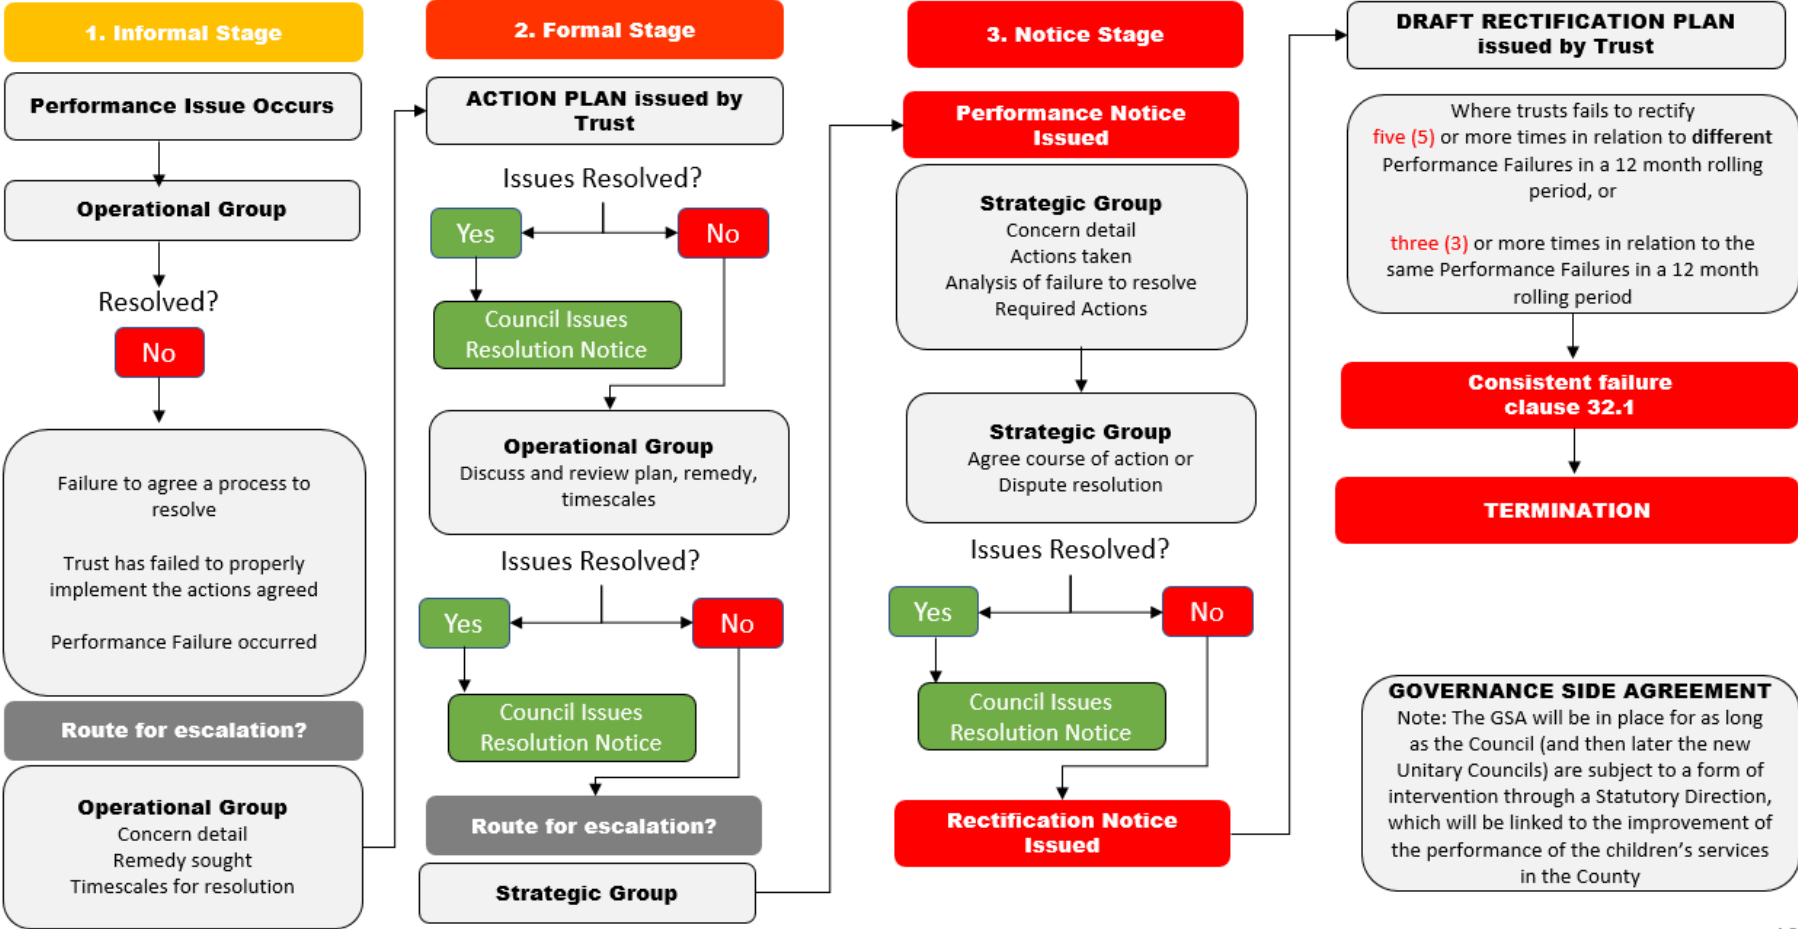 1. Informal Stage
Performance Issue Occurs
Operational Group
Resolved?
No
Failure to agree a process to
resolve
Trust has failed to properly
implement the actions agreed
Performance Failure occurred
Route for escalation?
Operational Group
Concern detail
Remedy sought
Timescales for resolution
2. Formal Stage
ACTION PLAN issued by
Trust
Issues Resolved?
Yes
No
Council Issues
Resolution Notice
Operational Group
Discuss and review plan, remedy,
timescales
Issues Resolved?
Yes
No
Council Issues
Resolution Notice
Route for escalation?
Strategic Group
3. Notice Stage
Performance Notice
Issued
Strategic Group
Concern detail
Actions taken
Analysis of failure to resolve
Required Actions
Strategic Group
Agree course of action or
Dispute resolution
Issues Resolved?
Yes
No
Council Issues
Resolution Notice
Rectification Notice
Issued
DRAFT RECTIFICATION PLAN
issued by Trust
Where trusts fails to rectify
five (5) or more times in relation to different
Performance Failures in a 12 month rolling
period, or
three (3) or more times in relation to the
same Performance Failures in a 12 month
rolling period
Consistent failure
clause 32.1
TERMINATION
GOVERNANCE SIDE AGREEMENT
Note: The GSA will be in place for as long
as the Council (and then later the new
Unitary Councils) are subject to a form of
intervention through a Statutory Direction,
which will be linked to the improvement of
the performance of the children's services
in the County